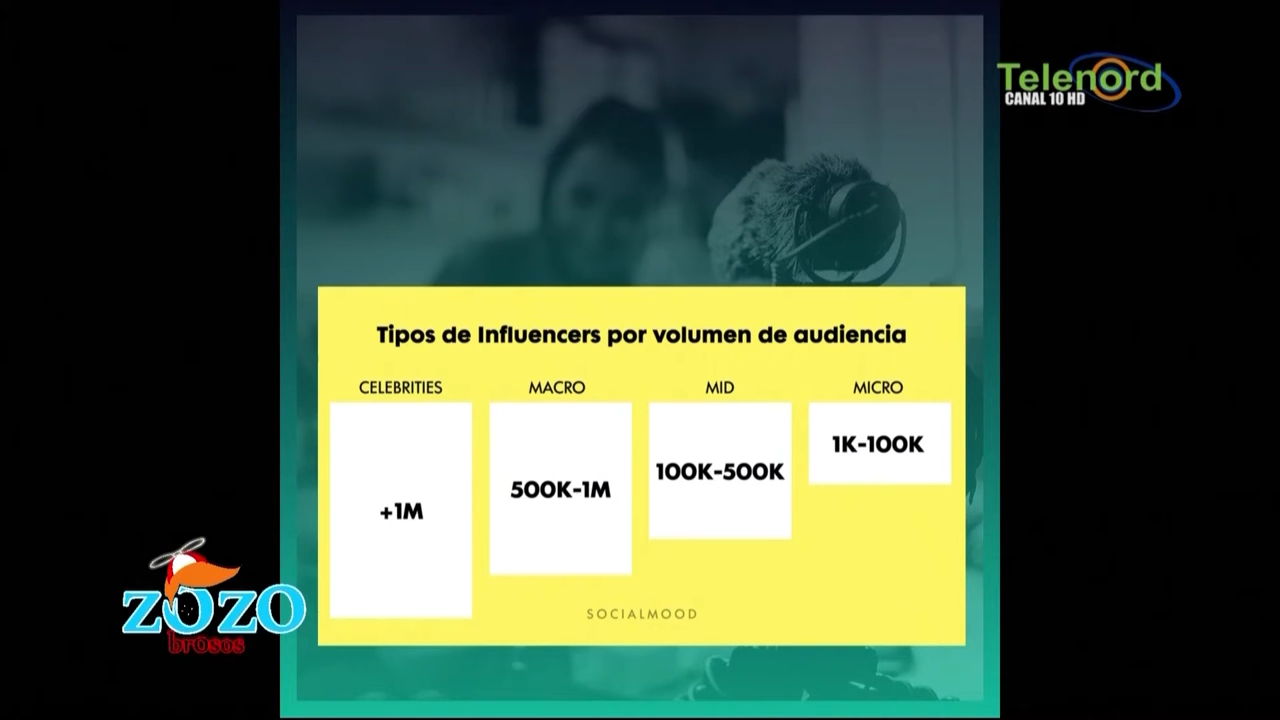 Telenord
CANAL 10 HD
Tipos de Influencers por volumen de audiencia
CELEBRITIES
MACRO
MID
MICRO
+1M
500K-1M
100K-500K
1K-100K
SOCIALMOOD
ZOZO
brosos